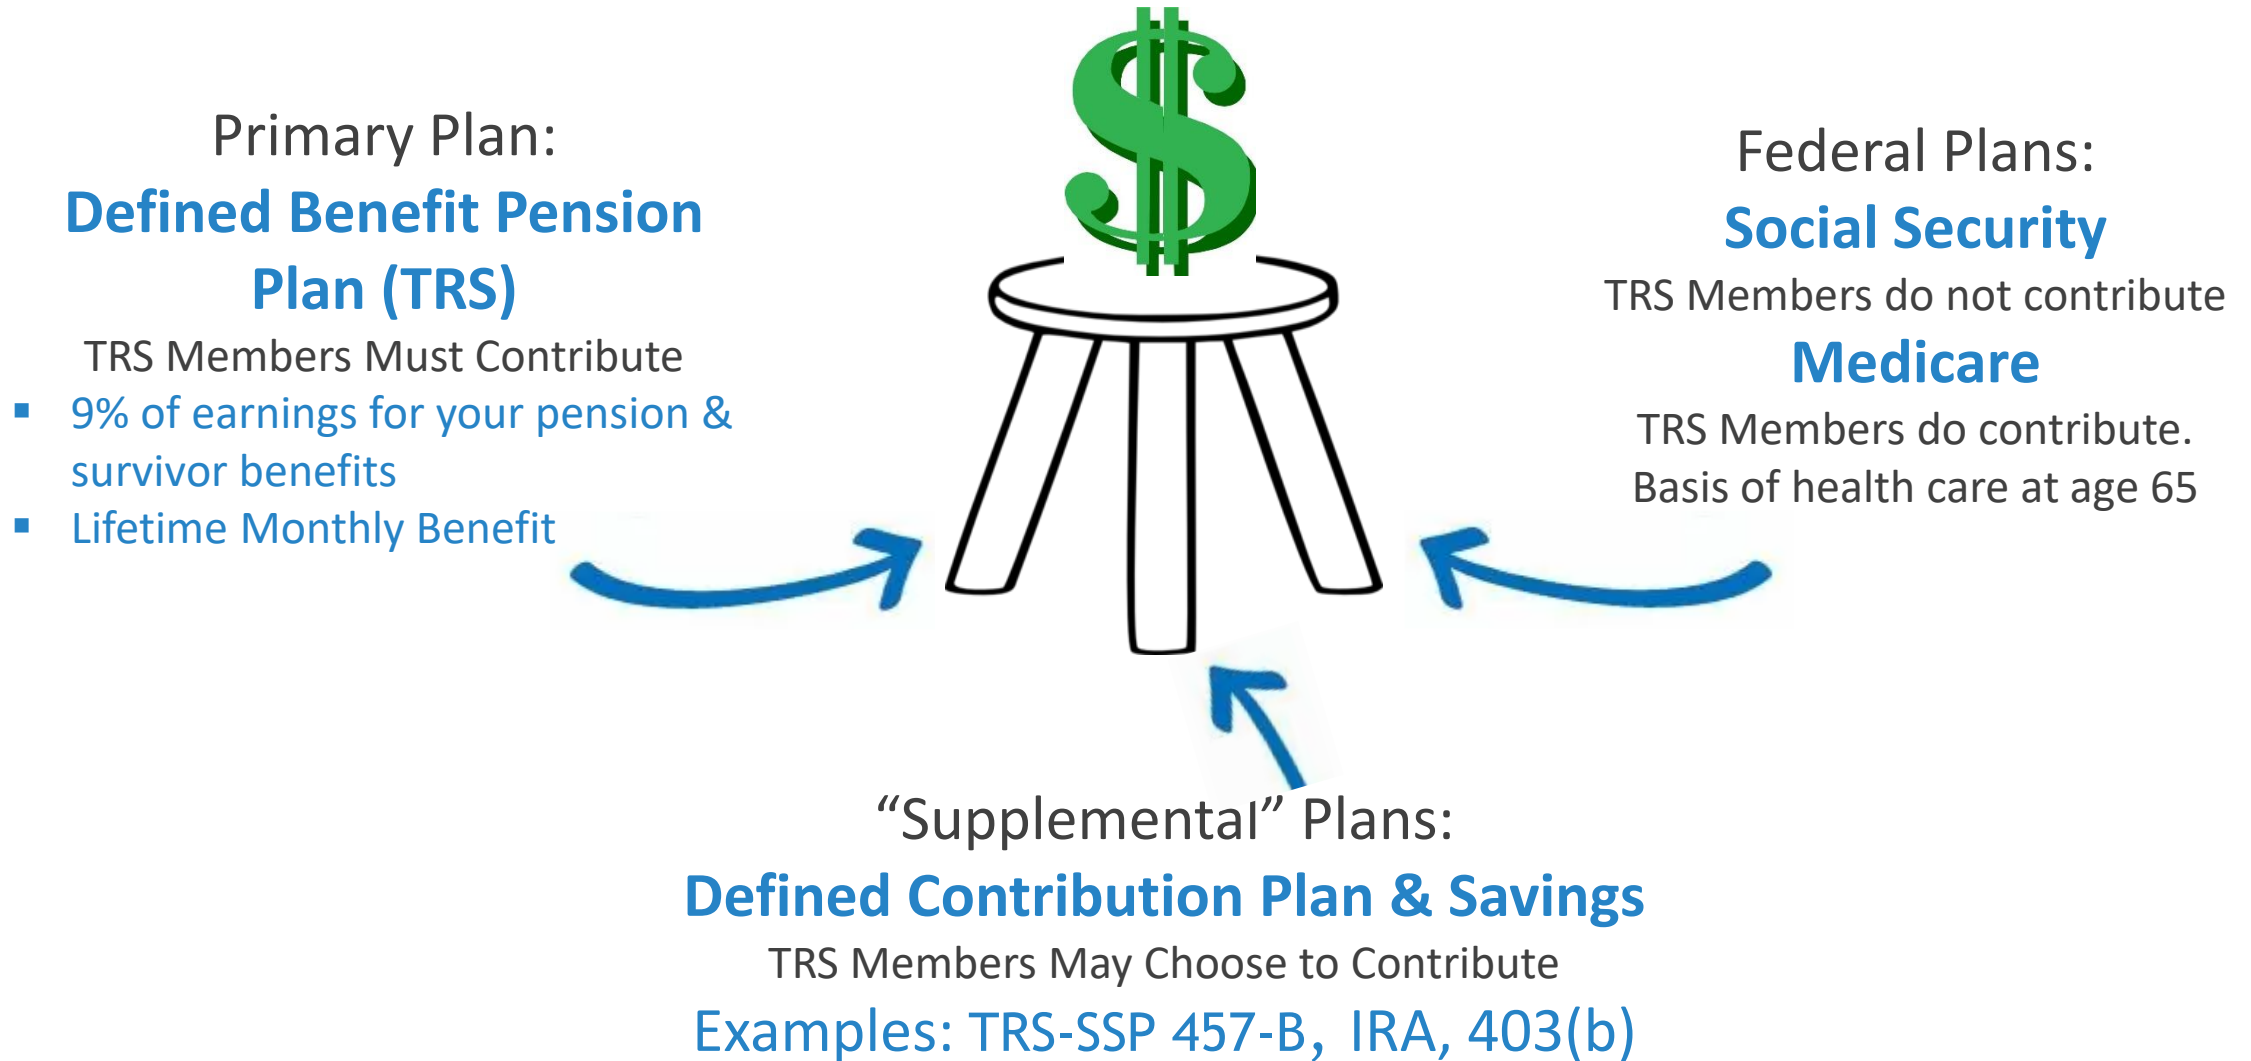 Primary Plan:
Defined Benefit Pension
Plan (TRS)
TRS Members Must Contribute
▪ 9% of earnings for your pension &
survivor benefits
▪ Lifetime Monthly Benefit
$
Federal Plans:
Social Security
TRS Members do not contribute
Medicare
TRS Members do contribute.
Basis of health care at age 65
“Supplemental” Plans:
Defined Contribution Plan & Savings
TRS Members May Choose to Contribute
Examples: TRS-SSP 457-B, IRA, 403(b)